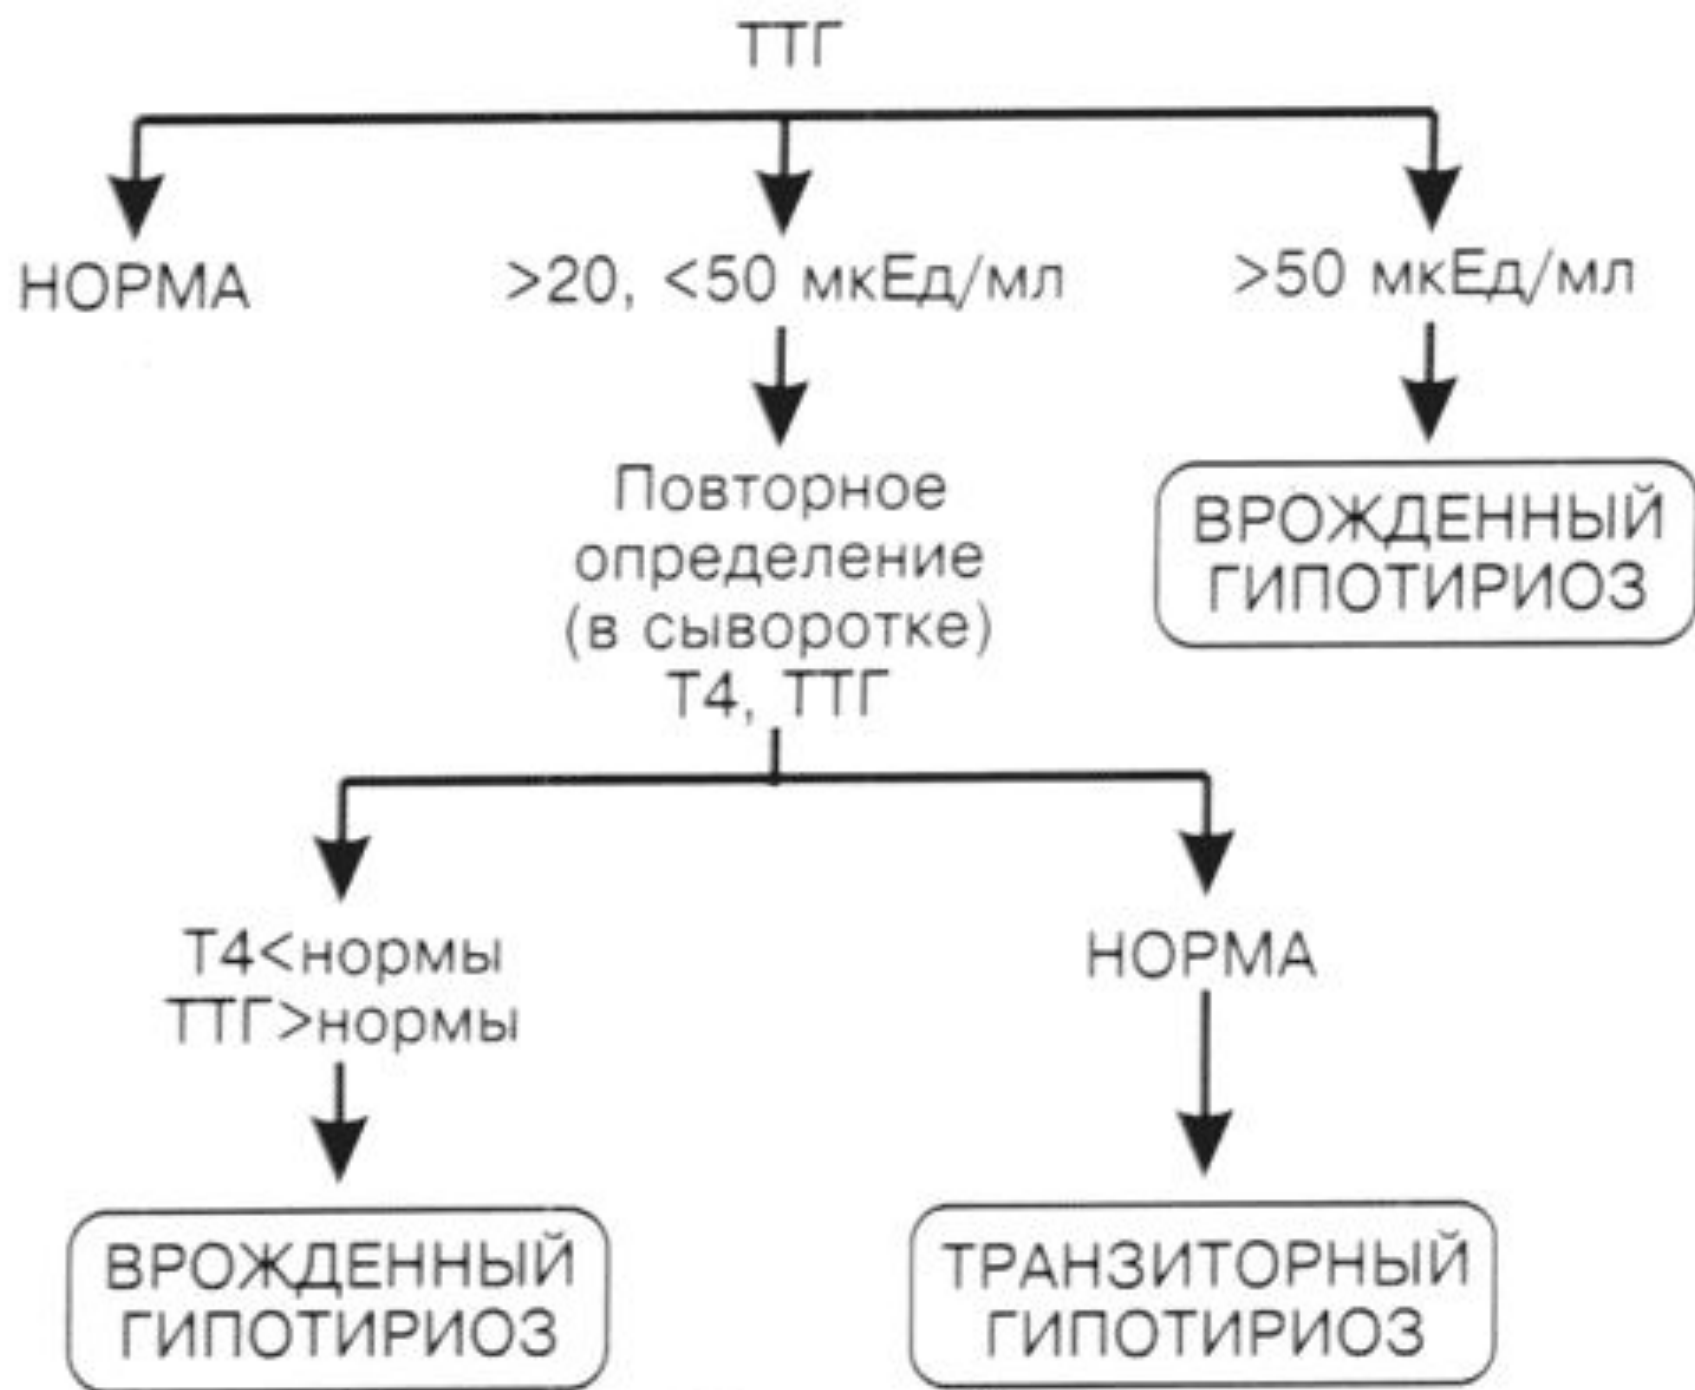 ТТГ
НОРМА
>20, <50 мкЕд/мл
>50 мкЕд/мл
Повторное
определение
(в сыворотке)
Т4, ТТГ
ВРОЖДЕННЫЙ
ГИПОТИРИОЗ
Т4<нормы
ТТГ>нормы
НОРМА
ВРОЖДЕННЫЙ
ГИПОТИРИОЗ
ТРАНЗИТОРНЫЙ
ГИПОТИРИОЗ